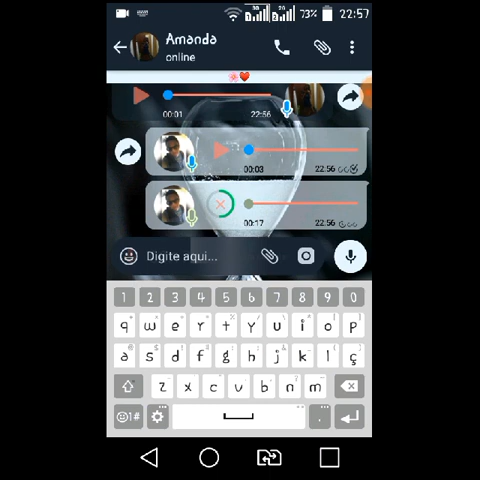 73% 22:57
Amanda
online
00:01 22:56
00:03 22:56
00:17 22:56
Digite aqui...
1 2 3 4 5 6 7 8 9 0
q w e r t y u i o p
a s d f g h j k l ç
z x c v b n m
1# .